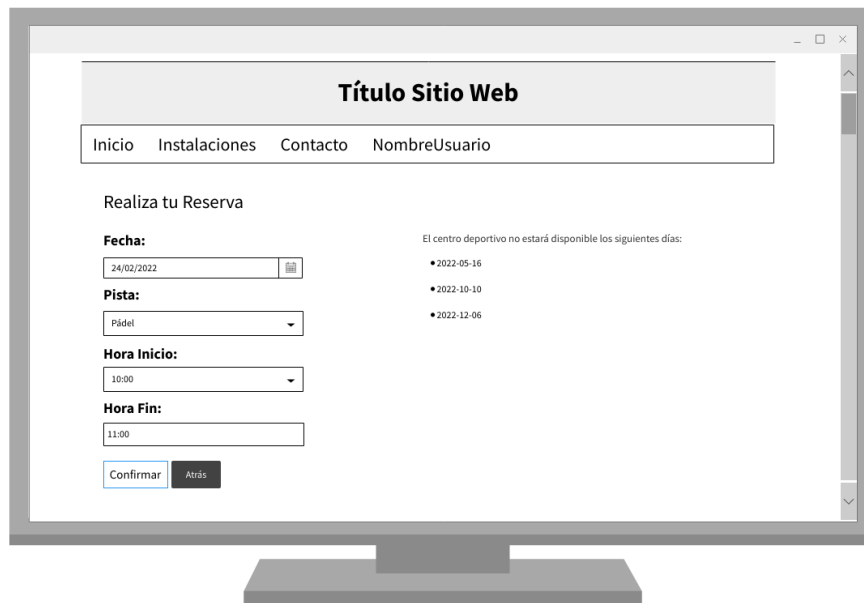 Título Sitio Web
Inicio Instalaciones Contacto NombreUsuario
Realiza tu Reserva
Fecha:
24/02/2022
Pista:
Pádel
Hora Inicio:
10:00
Hora Fin:
11:00
Confirmar Atrás
El centro deportivo no estará disponible los siguientes días:
2022-05-16
2022-10-10
2022-12-06